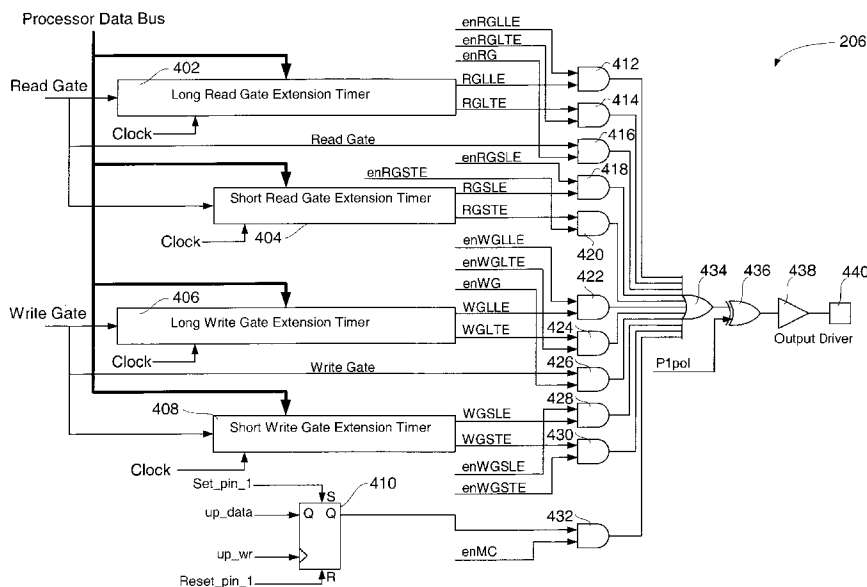 Processor Data Bus
enRGLLE
enRGLTE
enRG
206
402
412
Read Gate
Long Read Gate Extension Timer
RGLLE
RGLTE
414
Clock
Read Gate
416
enRGSLE
418
enRGSTE
Short Read Gate Extension Timer
RGSLE
RGSTE
404
Clock
420
enWGLLE
422
enWGLTE
434
436
438
440
406
enWG
Write Gate
Long Write Gate Extension Timer
WGLLE
WGLTE
424
Output Driver
Clock
Write Gate
426
P1pol
408
428
Short Write Gate Extension Timer
WGSLE
WGSTE
430
Clock
enWGSLE
enWGSTE
Set_pin_1
S
410
up_data
Q Q
432
up_wr
enMC
Reset_pin_1
R